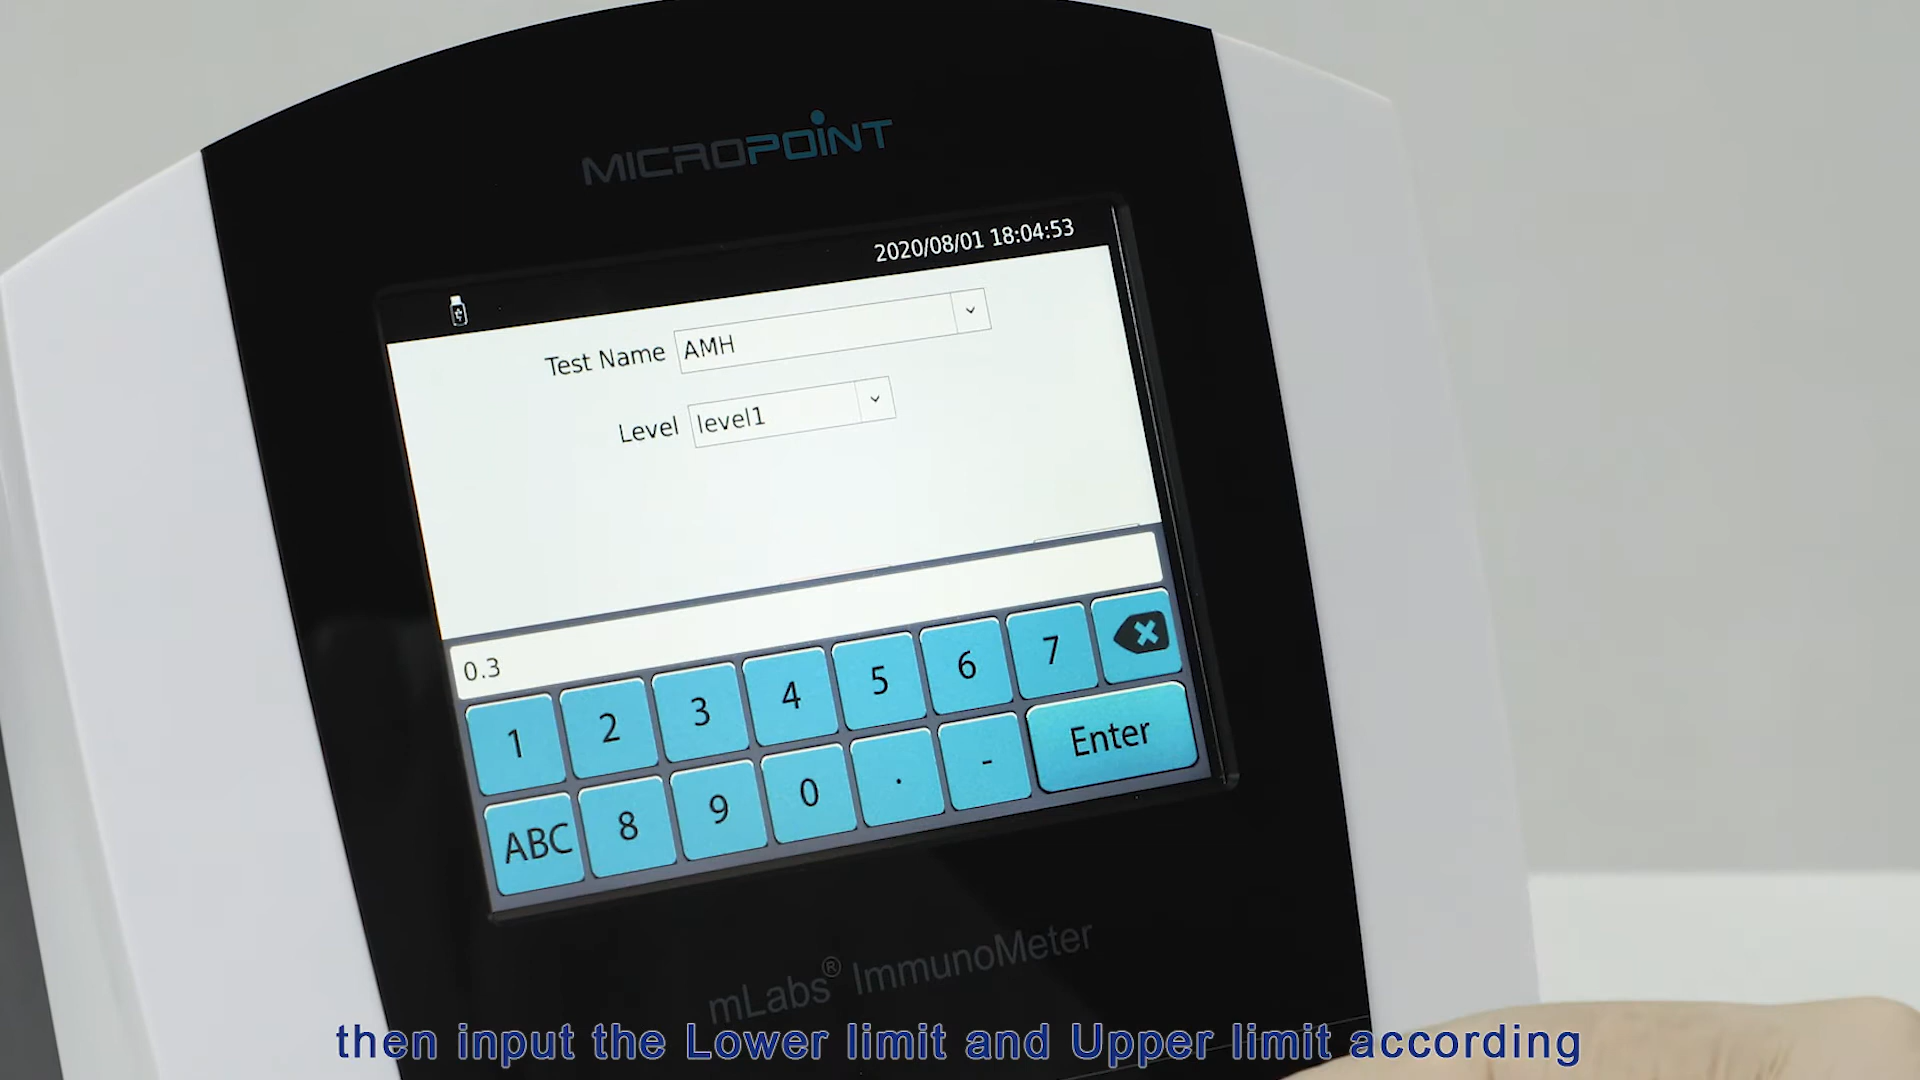 MICROPOINT
2020/08/01 18:04:53
Test Name AMH
Level level1
0.3
1 2 3 4 5 6 7
ABC 8 9 0 . - Enter
mLabs® ImmunoMeter
then input the Lower limit and Upper limit according